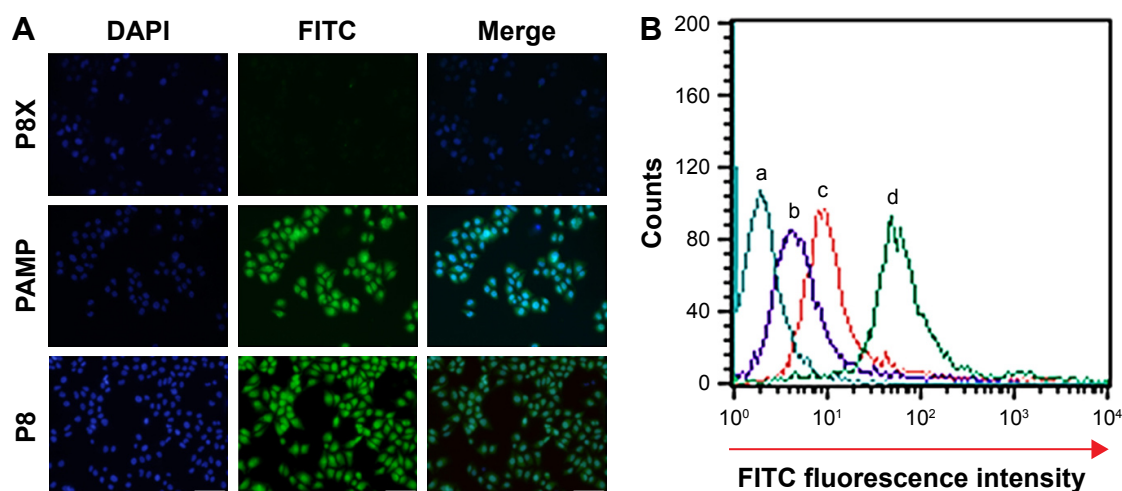 A
DAPI FITC Merge
P8X
PAMP
P8
B
Counts
200
160
120
80
40
0
a
b
c
d
10⁰ 10¹ 10² 10³ 10⁴
FITC fluorescence intensity